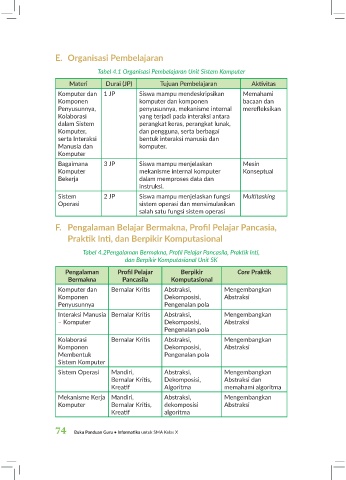 E. Organisasi Pembelajaran
Tabel 4.1 Organisasi Pembelajaran Unit Sistem Komputer
Materi Durai (JP) Tujuan Pembelajaran Aktivitas
Komputer dan 1 JP Siswa mampu mendeskripsikan Memahami
Komponen komputer dan komponen bacaan dan
Penyusunnya, penyusunnya, mekanisme internal merefleksikan
Kolaborasi yang terjadi pada interaksi antara
dalam Sistem perangkat keras, perangkat lunak,
Komputer, dan pengguna, serta berbagai
serta Interaksi bentuk interaksi manusia dan
Manusia dan komputer.
Komputer
Bagaimana 3 JP Siswa mampu menjelaskan Mesin
Komputer mekanisme internal komputer Konseptual
Bekerja dalam memproses data dan
instruksi.
Sistem 2 JP Siswa mampu menjelaskan fungsi Multitasking
Operasi sistem operasi dan mensimulasikan
salah satu fungsi sistem operasi
F. Pengalaman Belajar Bermakna, Profil Pelajar Pancasia,
Praktik Inti, dan Berpikir Komputasional
Tabel 4.2Pengalaman Bermakna, Profil Pelajar Pancasila, Praktik Inti,
dan Berpikir Komputasional Unit SK
Pengalaman Profil Pelajar Berpikir Core Praktik
Bermakna Pancasila Komputasional
Komputer dan Bernalar Kritis Abstraksi, Mengembangkan
Komponen Dekomposisi, Abstraksi
Penyusunnya Pengenalan pola
Interaksi Manusia Bernalar Kritis Abstraksi, Mengembangkan
– Komputer Dekomposisi, Abstraksi
Pengenalan pola
Kolaborasi Bernalar Kritis Abstraksi, Mengembangkan
Komponen Dekomposisi, Abstraksi
Membentuk Pengenalan pola
Sistem Komputer
Sistem Operasi Mandiri, Abstraksi, Mengembangkan
Bernalar Kritis, Dekomposisi, Abstraksi dan
Kreatif Algoritma memahami algoritma
Mekanisme Kerja Mandiri, Abstraksi, Mengembangkan
Komputer Bernalar Kritis, dekomposisi Abstraksi
Kreatif algoritma
74 Buku Panduan Guru • Informatika untuk SMA Kelas X